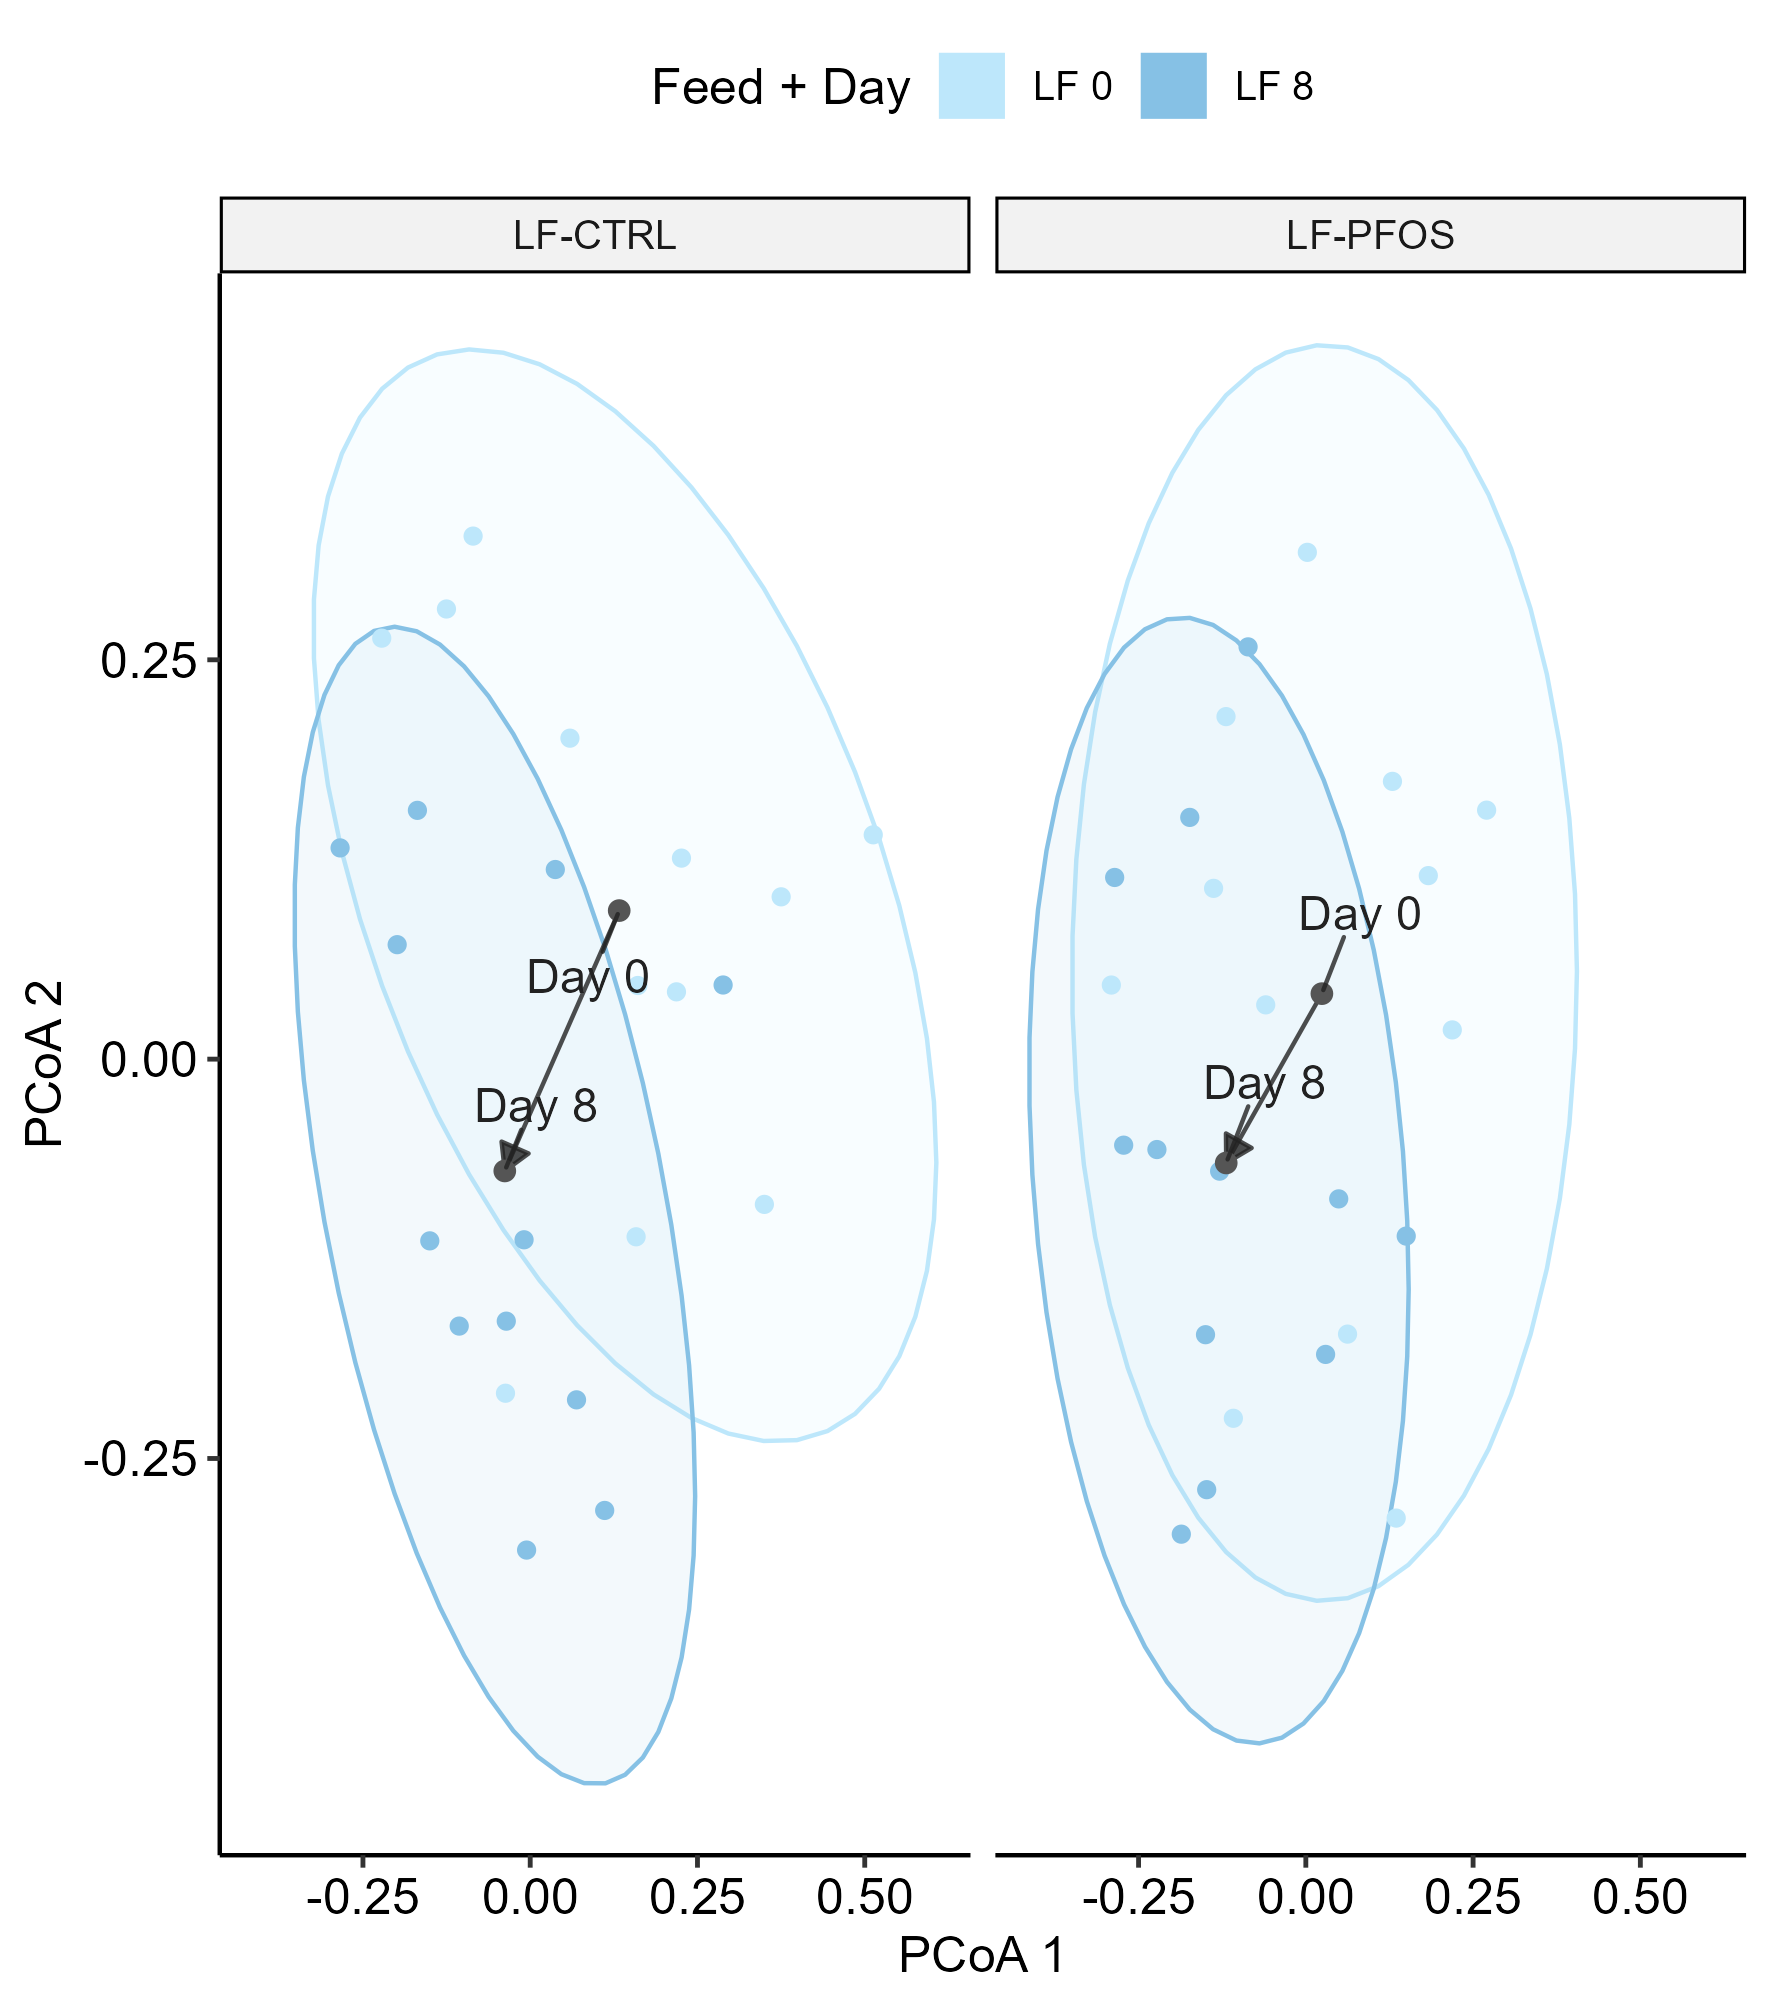 Feed + Day LF 0 LF 8
LF-CTRL LF-PFOS
0.25
0.00
-0.25
PCoA 2
Day 0
Day 8
Day 0
Day 8
-0.25 0.00 0.25 0.50 -0.25 0.00 0.25 0.50
PCoA 1